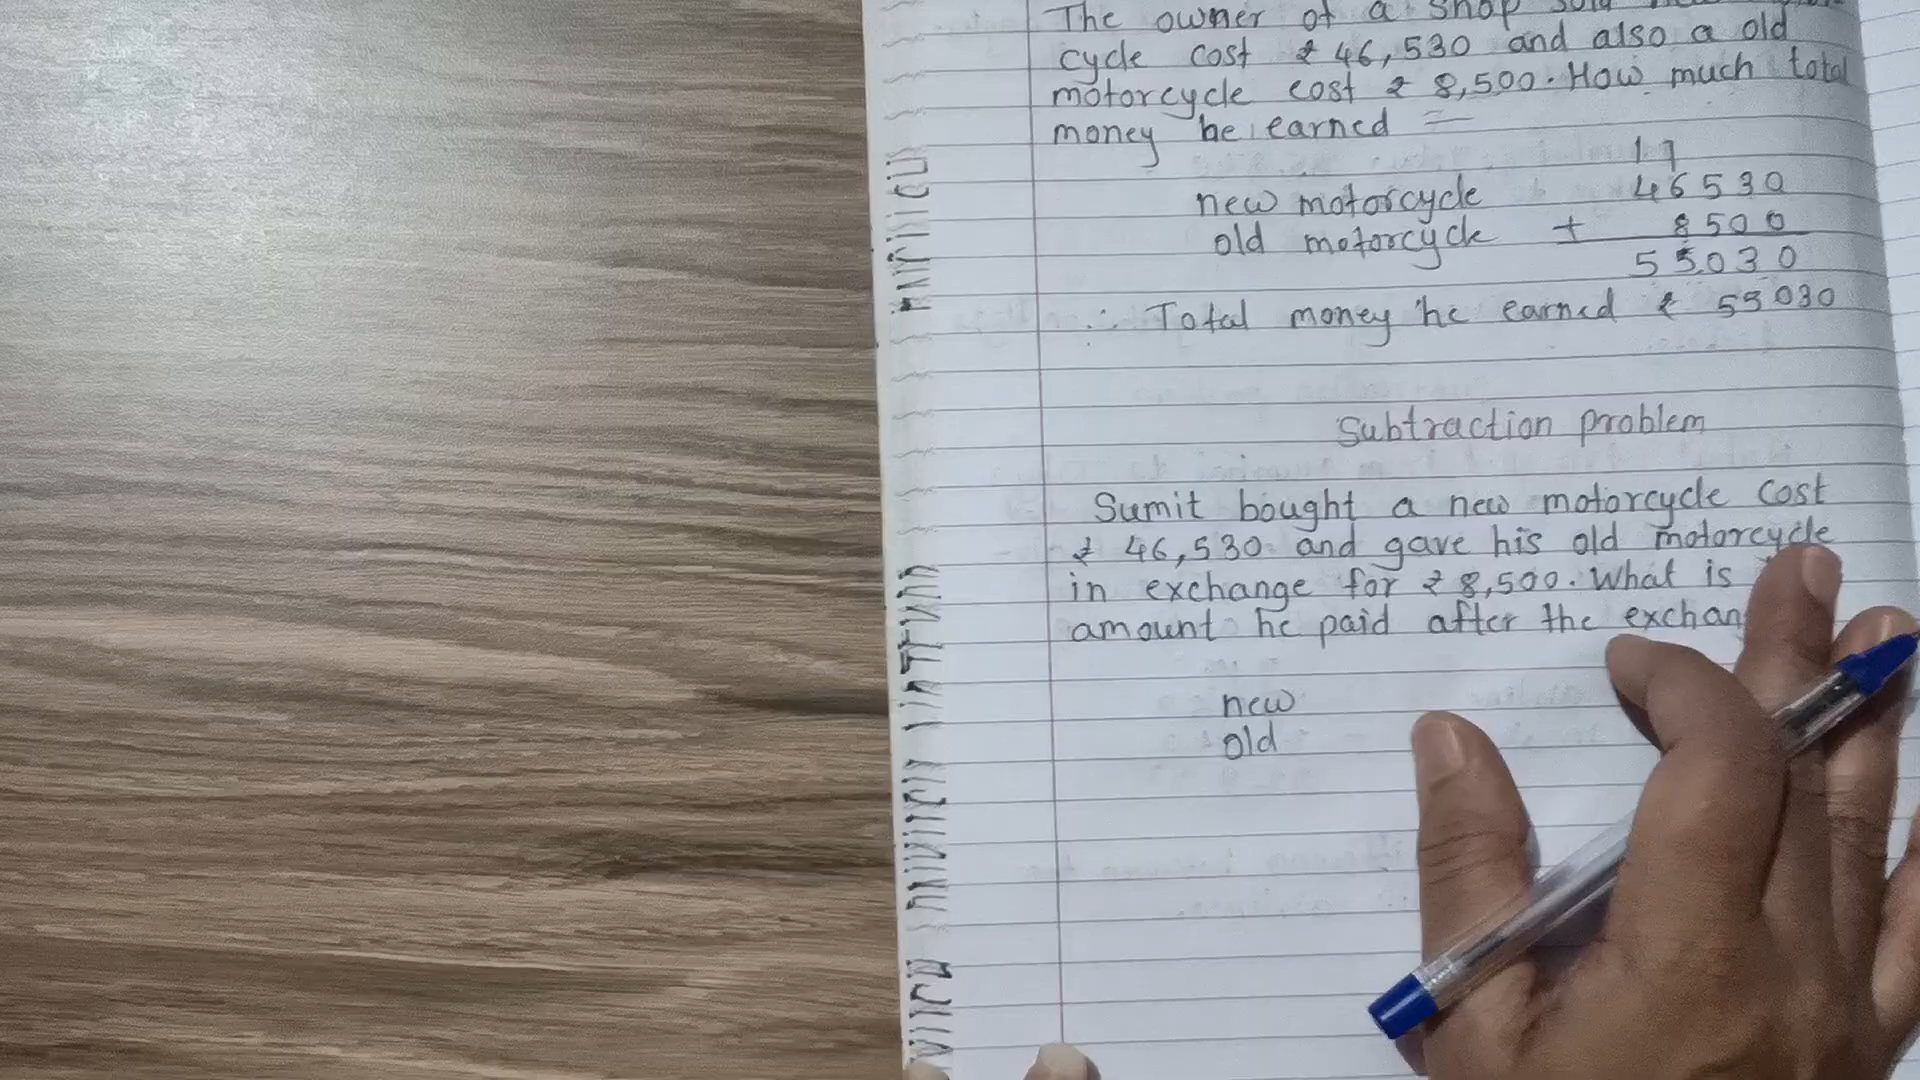 The owner of a shop sold
cycle cost ₹ 46,530 and also a old
motorcycle cost ₹ 8,500. How much total
money he earned =
1 1
new motorcycle 46530
old motorcycle + 8500
55030
∴ Total money he earned ₹ 55030
Subtraction problem
Sumit bought a new motorcycle cost
₹ 46,530 and gave his old motorcycle
in exchange for ₹ 8,500. What is
amount he paid after the exchan
new
old